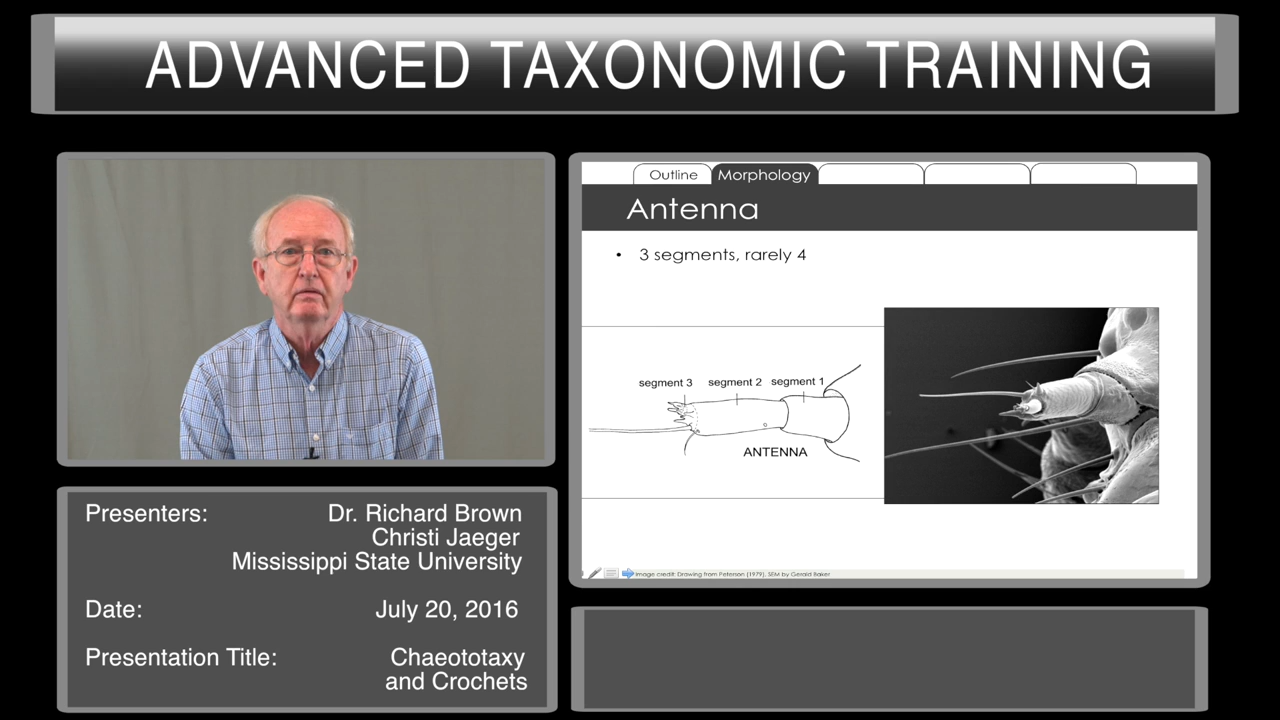 ADVANCED TAXONOMIC TRAINING
Outline
Morphology
Antenna
• 3 segments, rarely 4
segment 3 segment 2 segment 1
ANTENNA
Image credit: Drawing from Peterson (1979), SEM by Gerald Baker
Presenters: Dr. Richard Brown
Christi Jaeger
Mississippi State University
Date: July 20, 2016
Presentation Title: Chaeototaxy
and Crochets